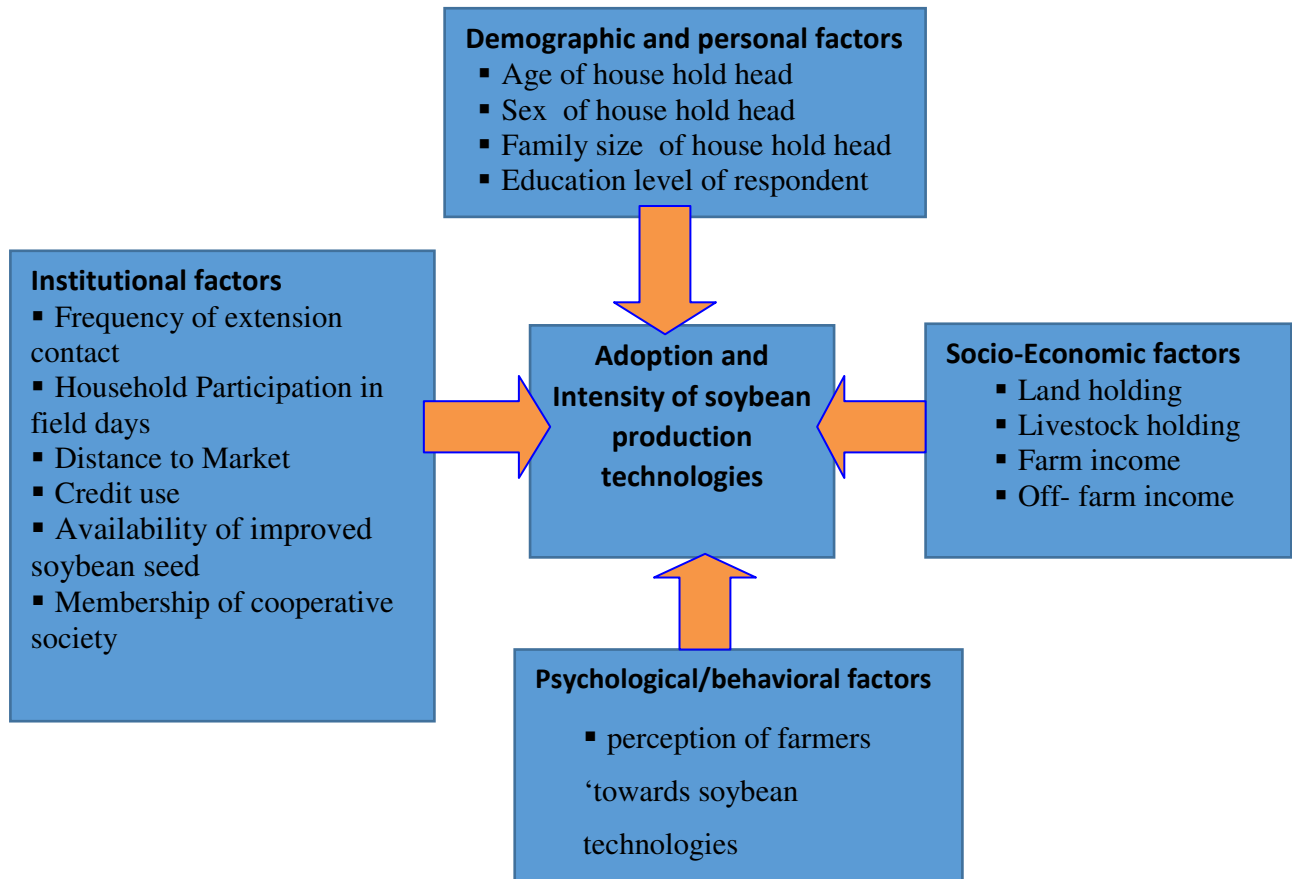 Demographic and personal factors
▪ Age of house hold head
▪ Sex of house hold head
▪ Family size of house hold head
▪ Education level of respondent
Institutional factors
▪ Frequency of extension
contact
▪ Household Participation in
field days
▪ Distance to Market
▪ Credit use
▪ Availability of improved
soybean seed
▪ Membership of cooperative
society
Adoption and
Intensity of soybean
production
technologies
Socio-Economic factors
▪ Land holding
▪ Livestock holding
▪ Farm income
▪ Off- farm income
Psychological/behavioral factors
▪ perception of farmers
‘towards soybean
technologies